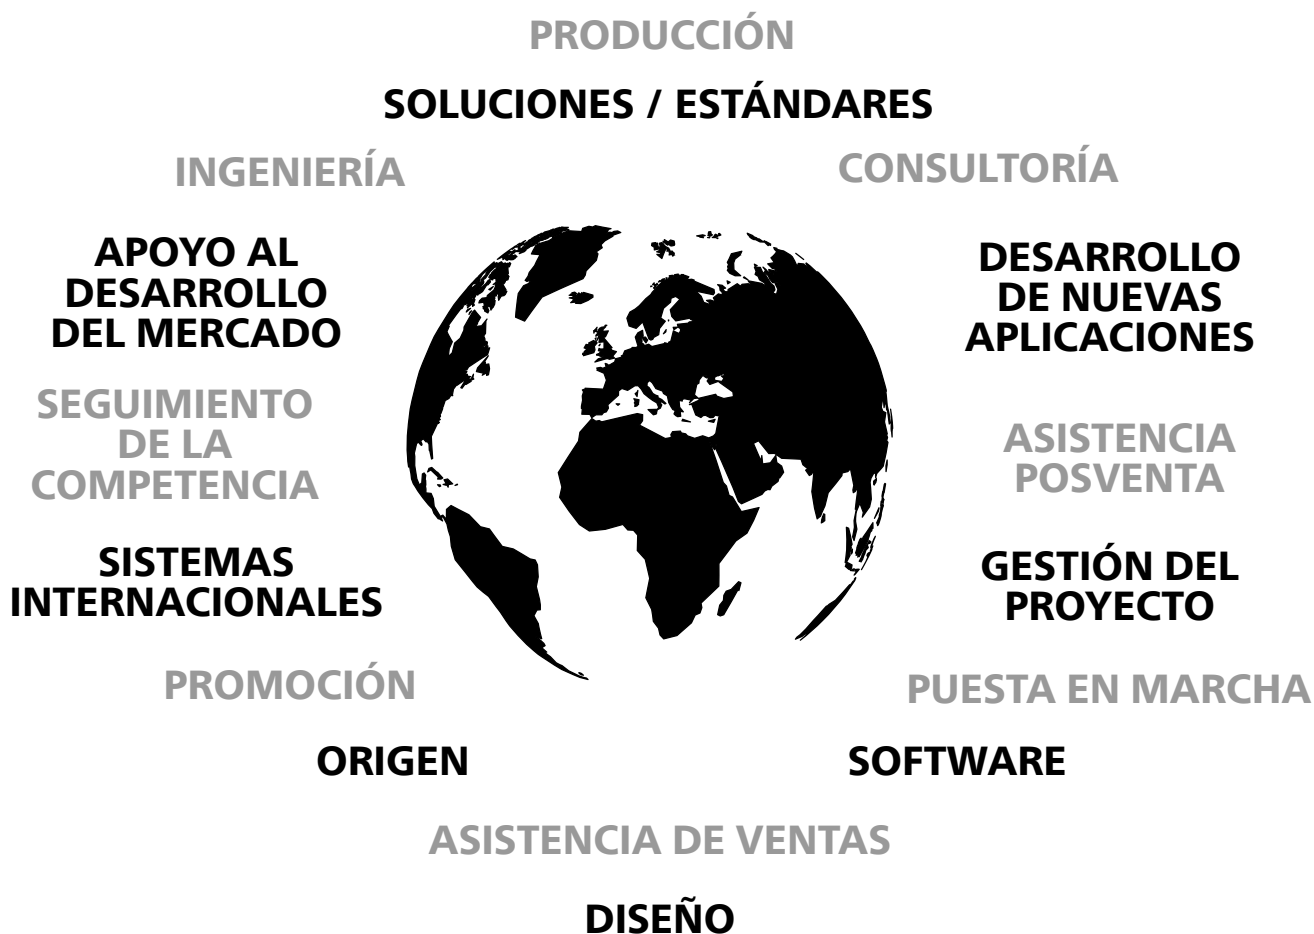 PRODUCCIÓN
SOLUCIONES / ESTÁNDARES
INGENIERÍA
CONSULTORÍA
APOYO AL
DESARROLLO
DEL MERCADO
DESARROLLO
DE NUEVAS
APLICACIONES
SEGUIMIENTO
DE LA
COMPETENCIA
ASISTENCIA
POSVENTA
SISTEMAS
INTERNACIONALES
GESTIÓN DEL
PROYECTO
PROMOCIÓN
PUESTA EN MARCHA
ORIGEN
SOFTWARE
ASISTENCIA DE VENTAS
DISEÑO